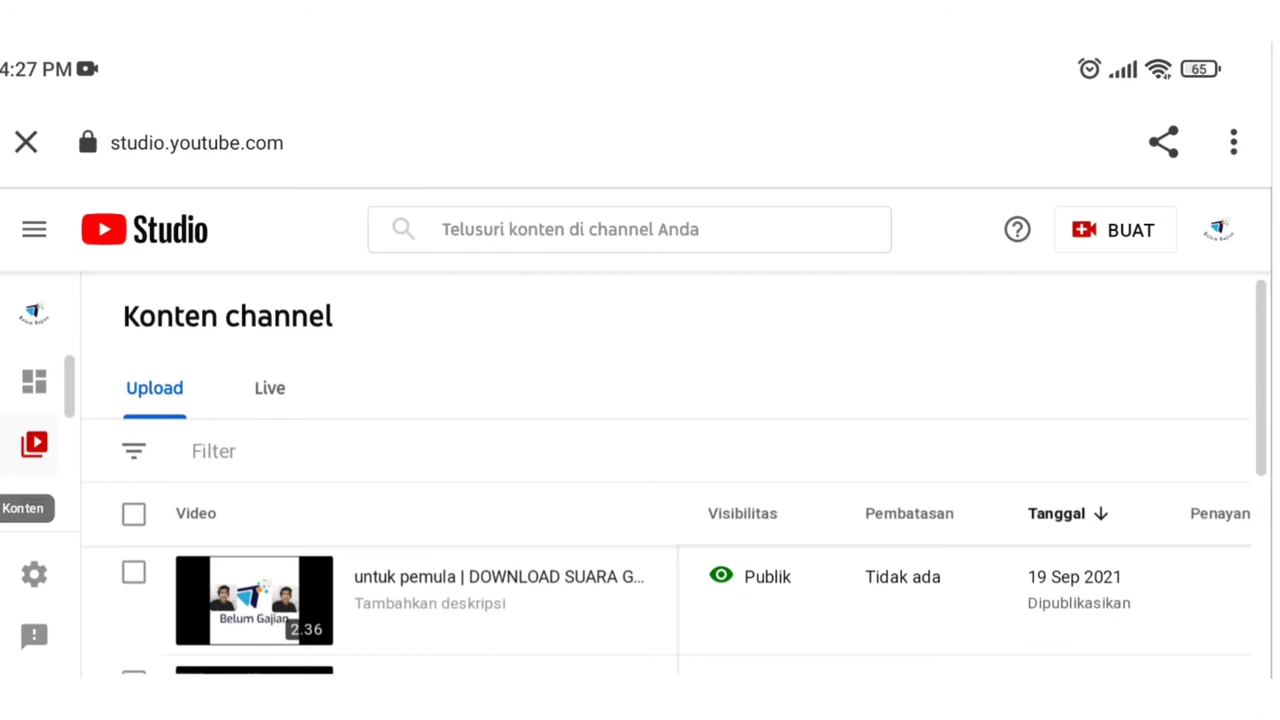 4:27 PM
65
studio.youtube.com
Studio
Telusuri konten di channel Anda
BUAT
Konten channel
Upload
Live
Filter
Konten
Video
Visibilitas
Pembatasan
Tanggal
Penayan
untuk pemula | DOWNLOAD SUARA G...
Publik
Tidak ada
19 Sep 2021
Tambahkan deskripsi
Dipublikasikan
Belum Gajian
2.36